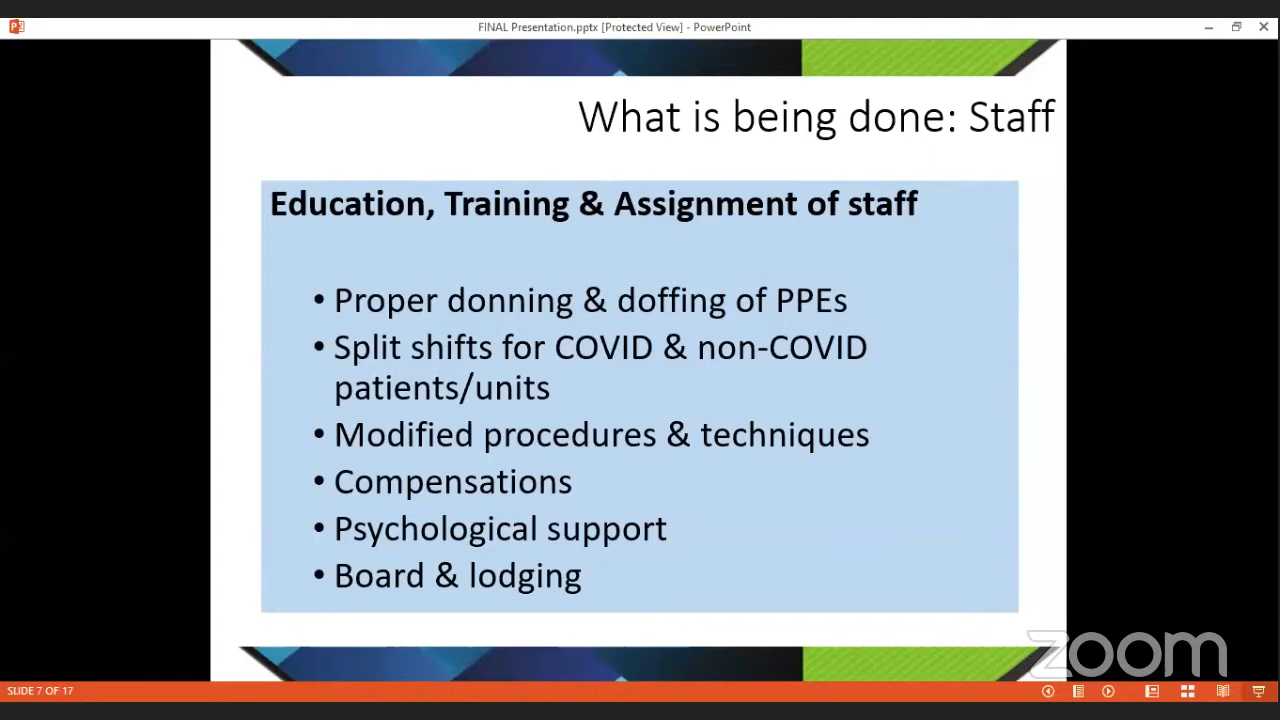 FINAL Presentation.pptx [Protected View] - PowerPoint
What is being done: Staff
Education, Training & Assignment of staff
• Proper donning & doffing of PPEs
• Split shifts for COVID & non-COVID
patients/units
• Modified procedures & techniques
• Compensations
• Psychological support
• Board & lodging
zoom
SLIDE 7 OF 17